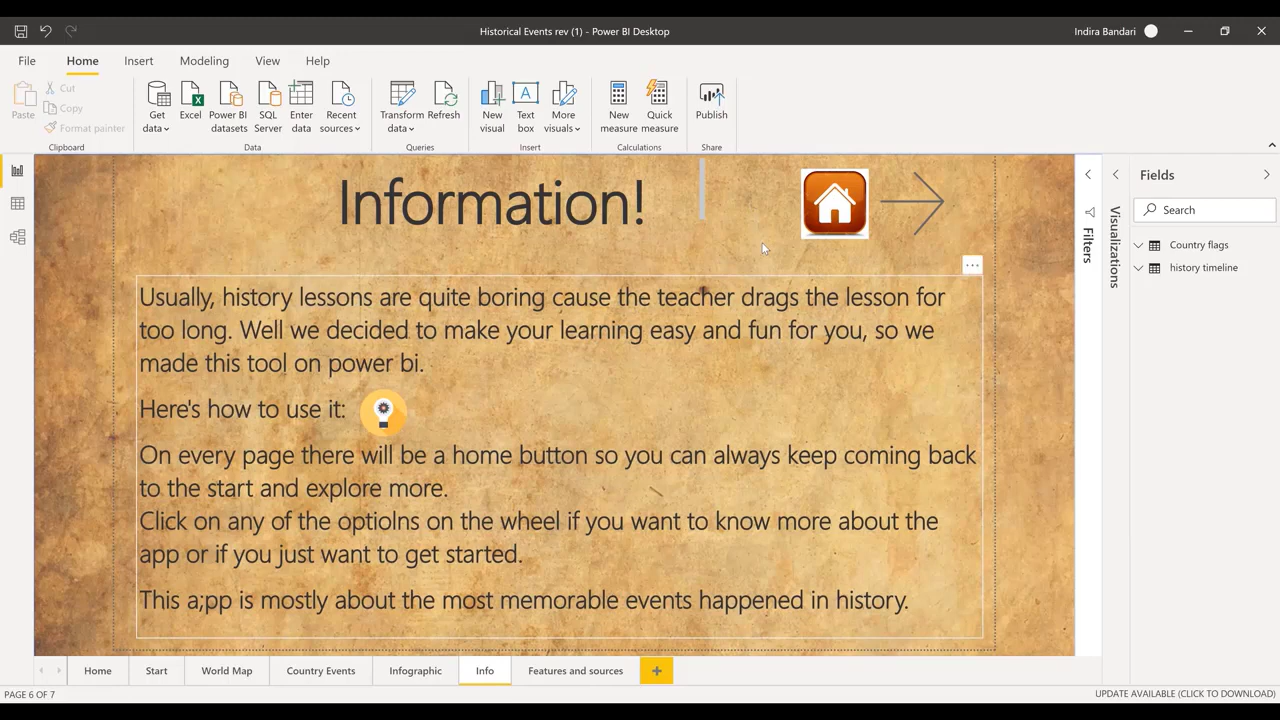 Historical Events rev (1) - Power BI Desktop
Indira Bandari
File Home Insert Modeling View Help
Paste
Cut
Copy
Format painter
Clipboard
Get data
Excel
Power BI datasets
SQL Server
Enter data
Recent sources
Data
Transform data
Refresh
Queries
New visual
A
Text box
More visuals
Insert
New measure
Quick measure
Calculations
Publish
Share
Information!
Usually, history lessons are quite boring cause the teacher drags the lesson for
too long. Well we decided to make your learning easy and fun for you, so we
made this tool on power bi.
Here's how to use it:
On every page there will be a home button so you can always keep coming back
to the start and explore more.
Click on any of the optiolns on the wheel if you want to know more about the
app or if you just want to get started.
This a;pp is mostly about the most memorable events happened in history.
Filters
Visualizations
Fields
Search
Country flags
history timeline
Home Start World Map Country Events Infographic Info Features and sources
PAGE 6 OF 7
UPDATE AVAILABLE (CLICK TO DOWNLOAD)